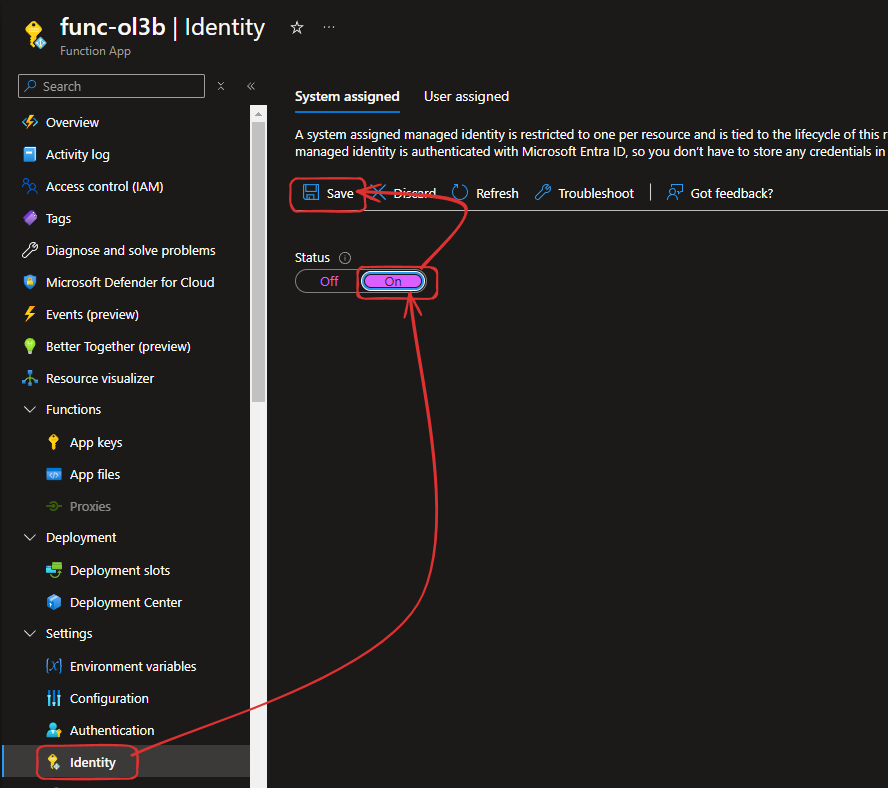 func-ol3b | Identity
Function App
Search
Overview
Activity log
Access control (IAM)
Tags
Diagnose and solve problems
Microsoft Defender for Cloud
Events (preview)
Better Together (preview)
Resource visualizer
Functions
App keys
App files
Proxies
Deployment
Deployment slots
Deployment Center
Settings
Environment variables
Configuration
Authentication
Identity
System assigned User assigned
A system assigned managed identity is restricted to one per resource and is tied to the lifecycle of this r
managed identity is authenticated with Microsoft Entra ID, so you don't have to store any credentials in
Save Discard Refresh Troubleshoot Got feedback?
Status
Off On